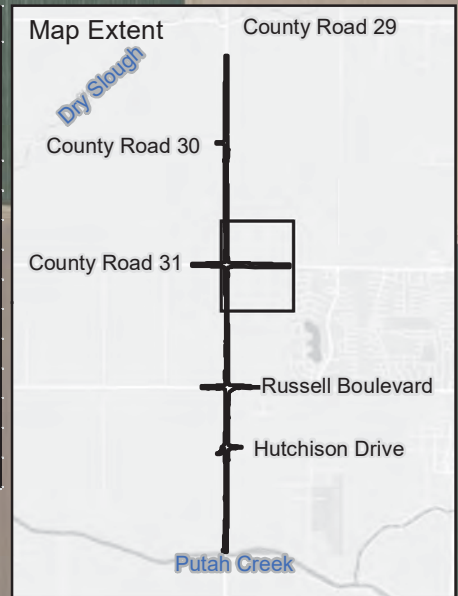 Map Extent
County Road 29
Dry Slough
County Road 30
County Road 31
Russell Boulevard
Hutchison Drive
Putah Creek